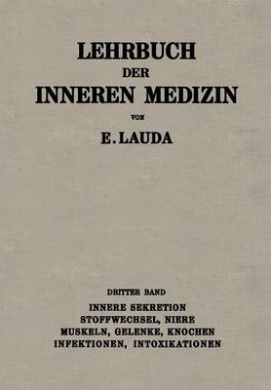 LEHRBUCH
DER
INNEREN MEDIZIN
VON
E. LAUDA
DRITTER BAND
INNERE SEKRETION
STOFFWECHSEL, NIERE
MUSKELN, GELENKE, KNOCHEN
INFEKTIONEN, INTOXIKATIONEN